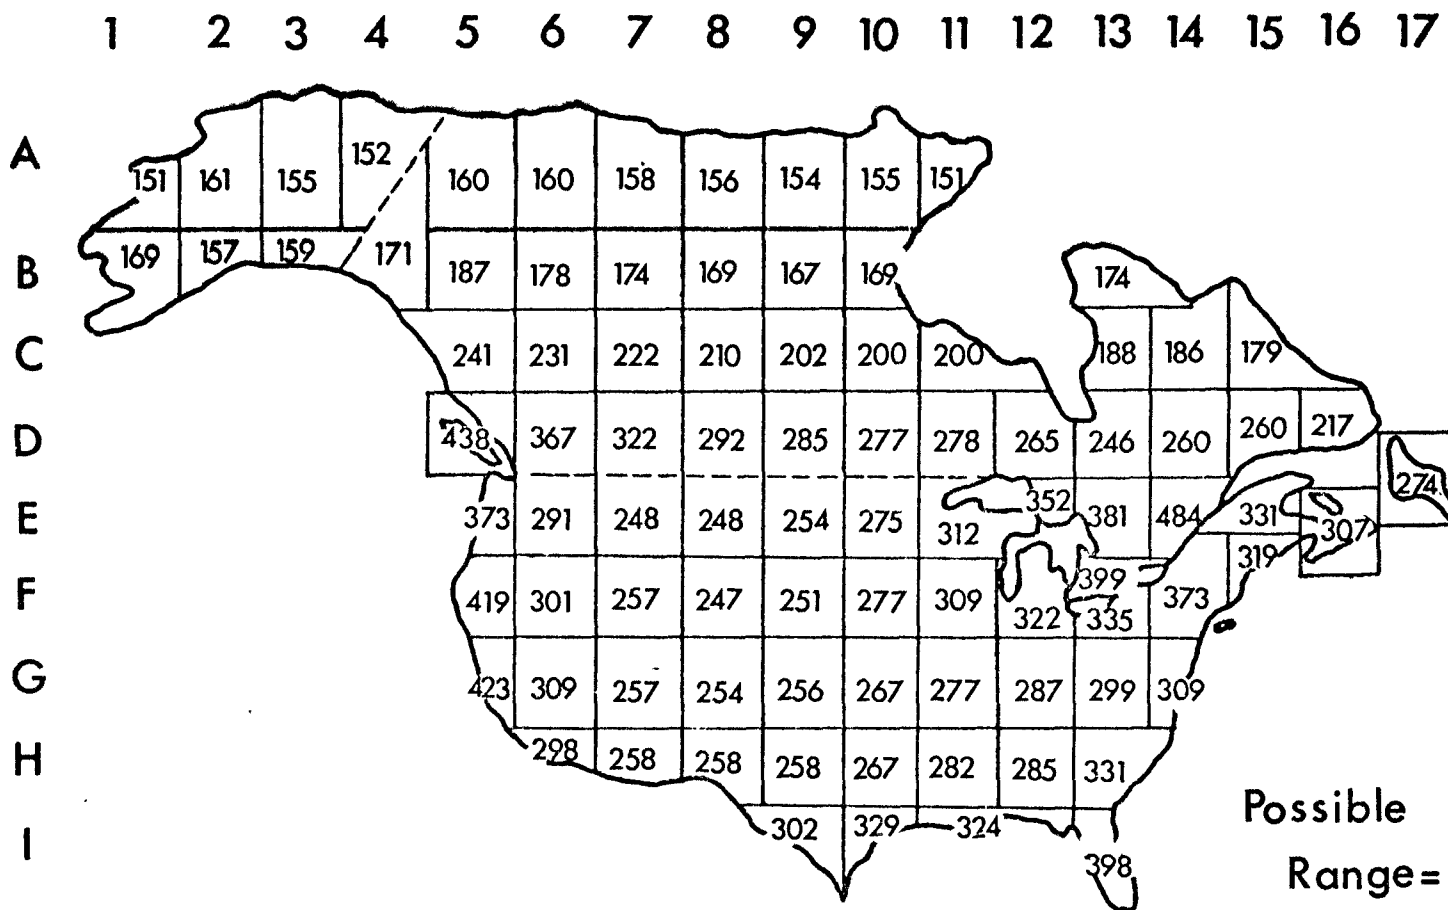 1 2 3 4 5 6 7 8 9 10 11 12 13 14 15 16 17
A 151 161 155 152 160 160 158 156 154 155 151
B 169 157 159 171 187 178 174 169 167 169 174
C 241 231 222 210 202 200 200 188 186 179
D 438 367 322 292 285 277 278 265 246 260 260 217
274
E 373 291 248 248 254 275 312 352 381 484 331 307
319
399
F 419 301 257 247 251 277 309 322 335 373
G 423 309 257 254 256 267 277 287 299 309
H 298 258 258 258 267 282 285 331
Possible
I 302 329 324
398
Range=